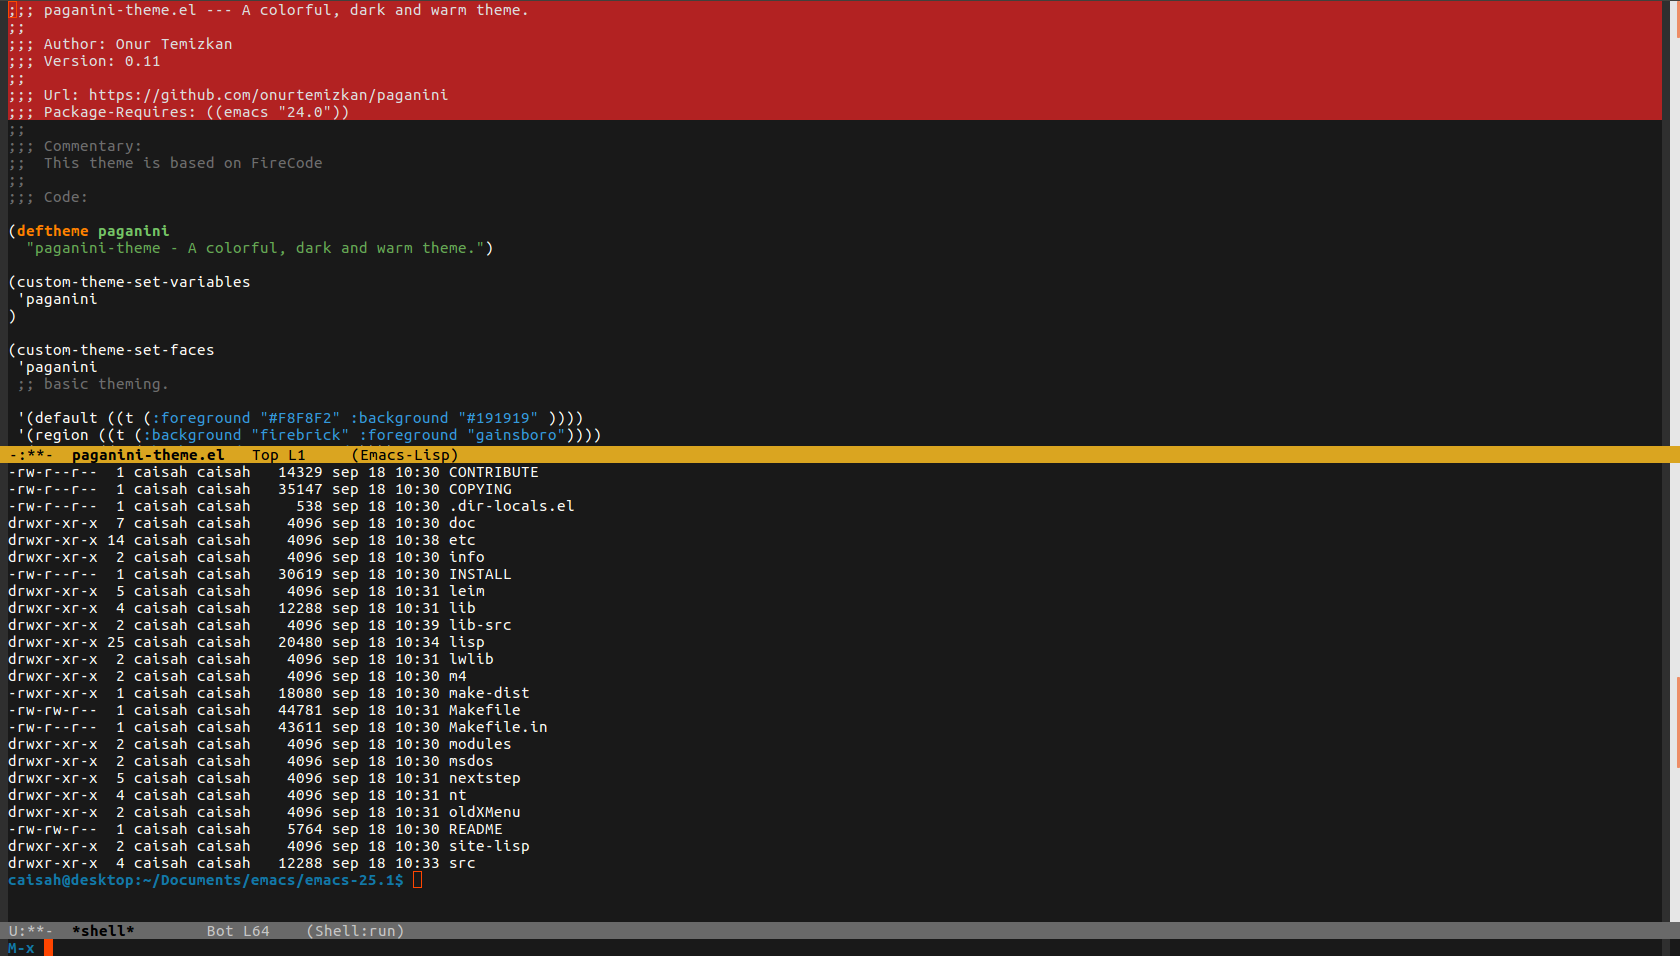 ;;; paganini-theme.el --- A colorful, dark and warm theme.
;;
;;; Author: Onur Temizkan
;;; Version: 0.11
;;
;;; Url: https://github.com/onurtemizkan/paganini
;;; Package-Requires: ((emacs "24.0"))
;;
;;; Commentary:
;;  This theme is based on FireCode
;;
;;; Code:

(deftheme paganini
  "paganini-theme - A colorful, dark and warm theme.")

(custom-theme-set-variables
 'paganini
)

(custom-theme-set-faces
 'paganini
 ;; basic theming.

 '(default ((t (:foreground "#F8F8F2" :background "#191919" ))))
 '(region ((t (:background "firebrick" :foreground "gainsboro"))))
-:**-  paganini-theme.el   Top L1     (Emacs-Lisp)
-rw-r--r--  1 caisah caisah   14329 sep 18 10:30 CONTRIBUTE
-rw-r--r--  1 caisah caisah   35147 sep 18 10:30 COPYING
-rw-r--r--  1 caisah caisah     538 sep 18 10:30 .dir-locals.el
drwxr-xr-x  7 caisah caisah    4096 sep 18 10:30 doc
drwxr-xr-x 14 caisah caisah    4096 sep 18 10:38 etc
drwxr-xr-x  2 caisah caisah    4096 sep 18 10:30 info
-rw-r--r--  1 caisah caisah   30619 sep 18 10:30 INSTALL
drwxr-xr-x  5 caisah caisah    4096 sep 18 10:31 leim
drwxr-xr-x  4 caisah caisah   12288 sep 18 10:31 lib
drwxr-xr-x  2 caisah caisah    4096 sep 18 10:39 lib-src
drwxr-xr-x 25 caisah caisah   20480 sep 18 10:34 lisp
drwxr-xr-x  2 caisah caisah    4096 sep 18 10:31 lwlib
drwxr-xr-x  2 caisah caisah    4096 sep 18 10:30 m4
-rwxr-xr-x  1 caisah caisah   18080 sep 18 10:30 make-dist
-rw-rw-r--  1 caisah caisah   44781 sep 18 10:31 Makefile
-rw-r--r--  1 caisah caisah   43611 sep 18 10:30 Makefile.in
drwxr-xr-x  2 caisah caisah    4096 sep 18 10:30 modules
drwxr-xr-x  2 caisah caisah    4096 sep 18 10:30 msdos
drwxr-xr-x  5 caisah caisah    4096 sep 18 10:31 nextstep
drwxr-xr-x  4 caisah caisah    4096 sep 18 10:31 nt
drwxr-xr-x  2 caisah caisah    4096 sep 18 10:31 oldXMenu
-rw-rw-r--  1 caisah caisah    5764 sep 18 10:30 README
drwxr-xr-x  2 caisah caisah    4096 sep 18 10:30 site-lisp
drwxr-xr-x  4 caisah caisah   12288 sep 18 10:33 src
caisah@desktop:~/Documents/emacs/emacs-25.1$
U:**-  *shell*        Bot L64    (Shell:run)
M-x